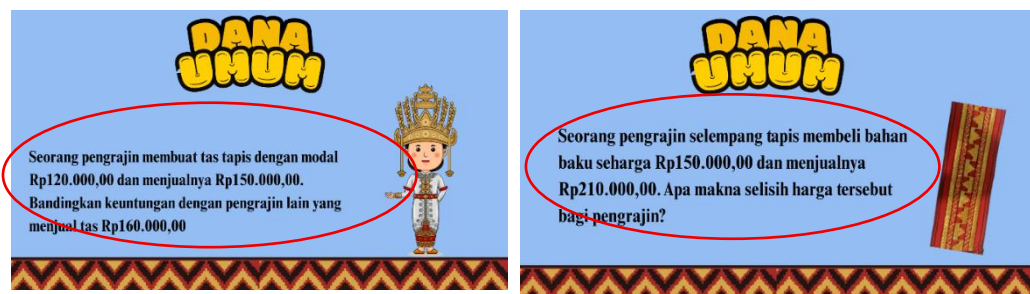 DANA
UMUM
Seorang pengrajin membuat tas tapis dengan modal
Rp120.000,00 dan menjualnya Rp150.000,00.
Bandingkan keuntungan dengan pengrajin lain yang
menjual tas Rp160.000,00
DANA
UMUM
Seorang pengrajin selempang tapis membeli bahan
baku seharga Rp150.000,00 dan menjualnya
Rp210.000,00. Apa makna selisih harga tersebut
bagi pengrajin?